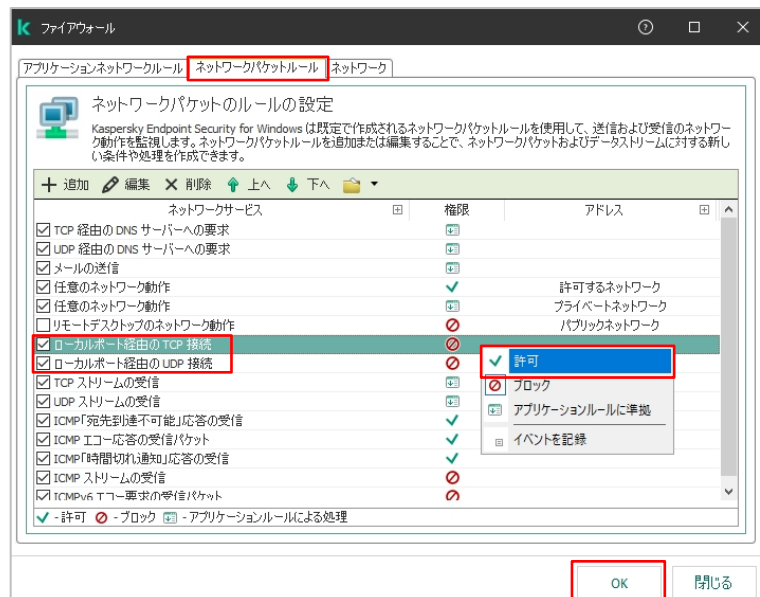 ファイアウォール
アプリケーションネットワークルール ネットワークパケットルール ネットワーク
ネットワークパケットのルールの設定
Kaspersky Endpoint Security for Windows は既定で作成されるネットワークパケットルールを使用して、送信および受信のネットワー
ク動作を監視します。ネットワークパケットルールを追加または編集することで、ネットワークパケットおよびデータストリームに対する新し
い条件や処理を作成できます。
追加 編集 削除 上へ 下へ
ネットワークサービス 権限 アドレス
TCP 経由の DNS サーバーへの要求
UDP 経由の DNS サーバーへの要求
メールの送信
任意のネットワーク動作 許可するネットワーク
任意のネットワーク動作 プライベートネットワーク
リモートデスクトップのネットワーク動作 パブリックネットワーク
ローカルポート経由の TCP 接続
ローカルポート経由の UDP 接続
許可
TCP ストリームの受信
ブロック
UDP ストリームの受信
アプリケーションルールに準拠
ICMP「宛先到達不可能」応答の受信
ICMP エコー応答の受信パケット
イベントを記録
ICMP「時間切れ通知」応答の受信
ICMP ストリームの受信
ICMPv6 エコー要求の受信パケット
- 許可 - ブロック - アプリケーションルールによる処理
OK 閉じる